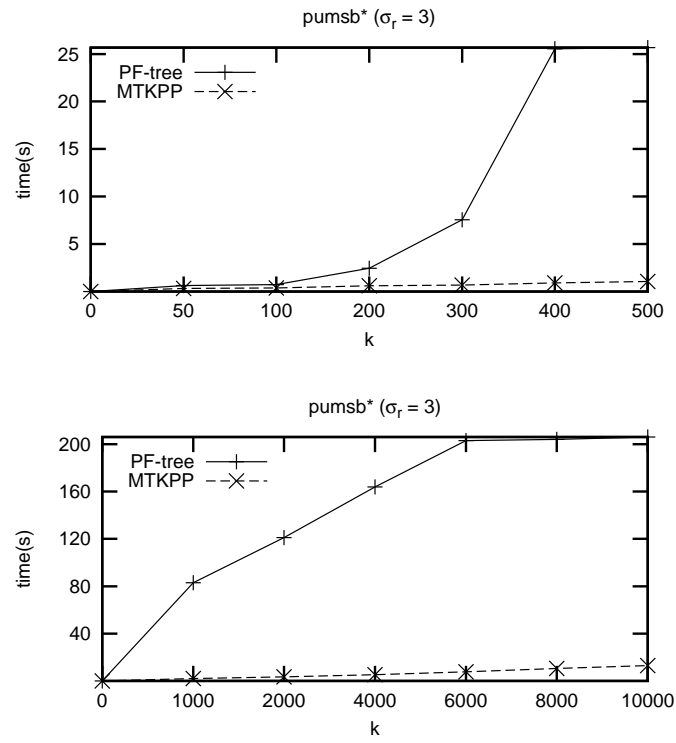 pumsb* (σr = 3)
25
20
15
10
5
time(s)
PF-tree
MTKPP
0 50 100 200 300 400 500
k
pumsb* (σr = 3)
200
160
120
80
40
time(s)
PF-tree
MTKPP
0 1000 2000 4000 6000 8000 10000
k